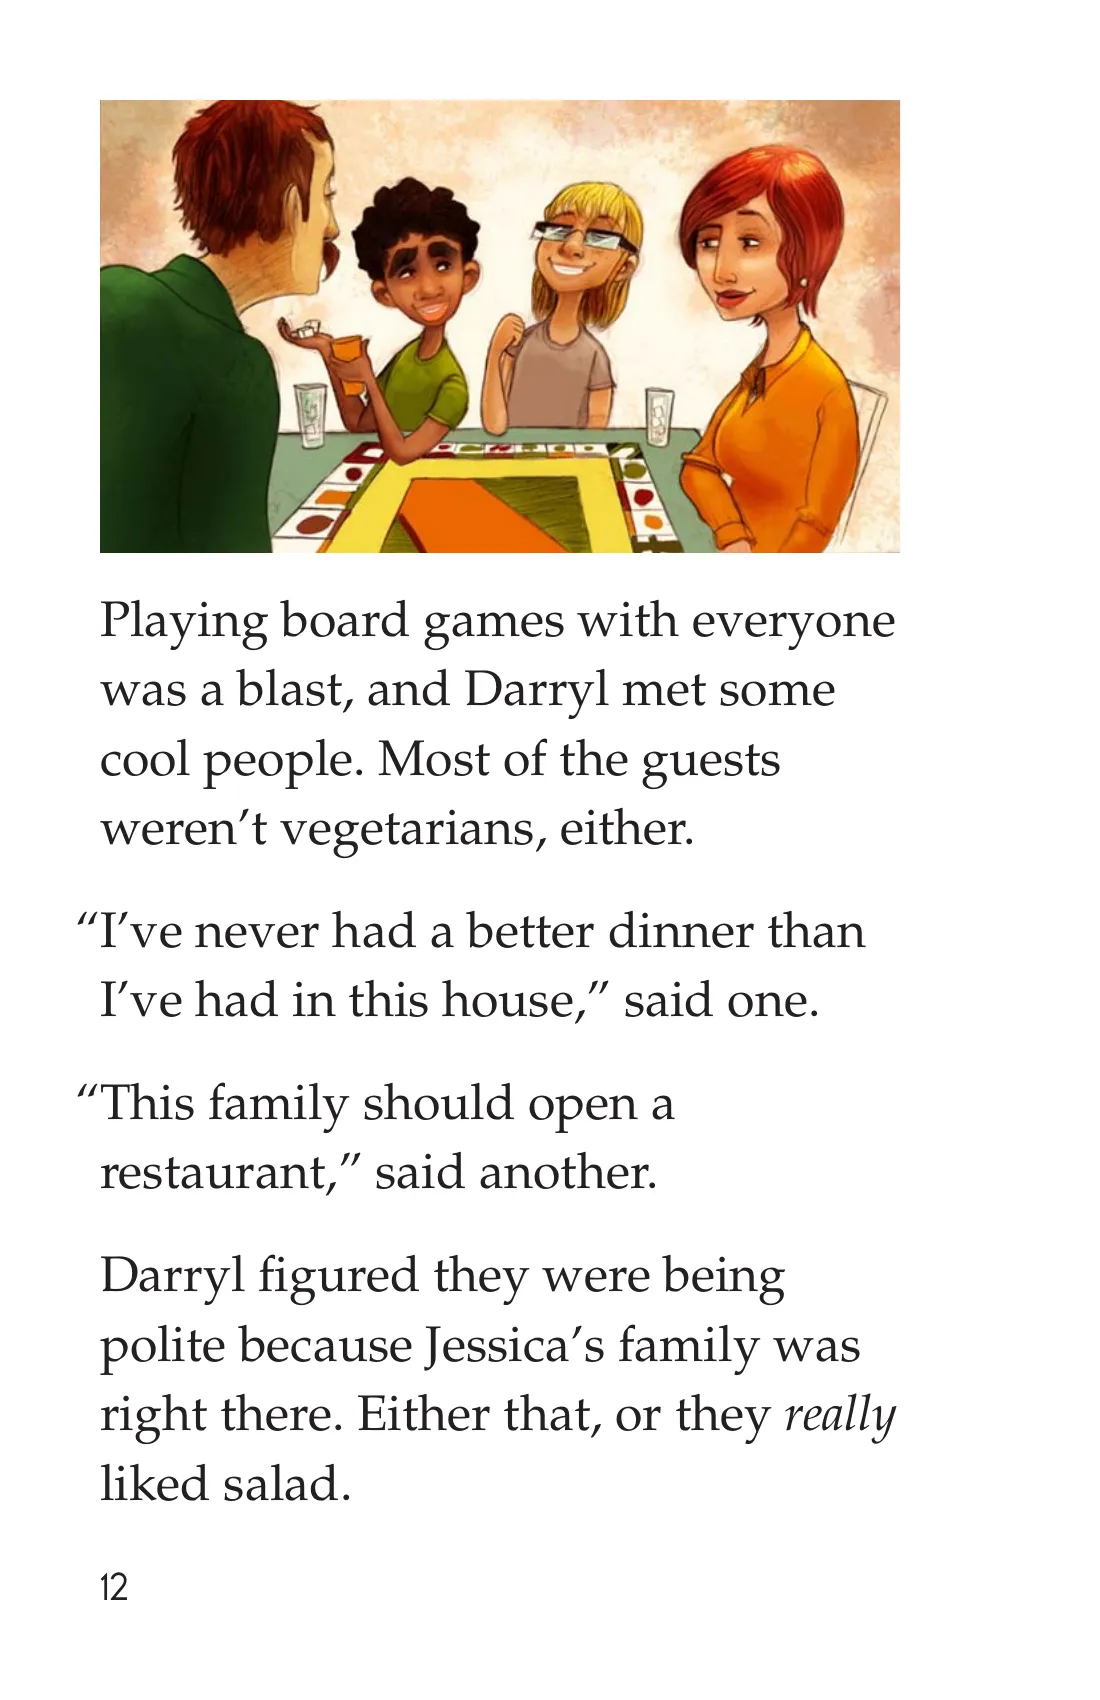 Playing board games with everyone
was a blast, and Darryl met some
cool people. Most of the guests
weren’t vegetarians, either.
“I’ve never had a better dinner than
I’ve had in this house,” said one.
“This family should open a
restaurant,” said another.
Darryl figured they were being
polite because Jessica’s family was
right there. Either that, or they really
liked salad.
12